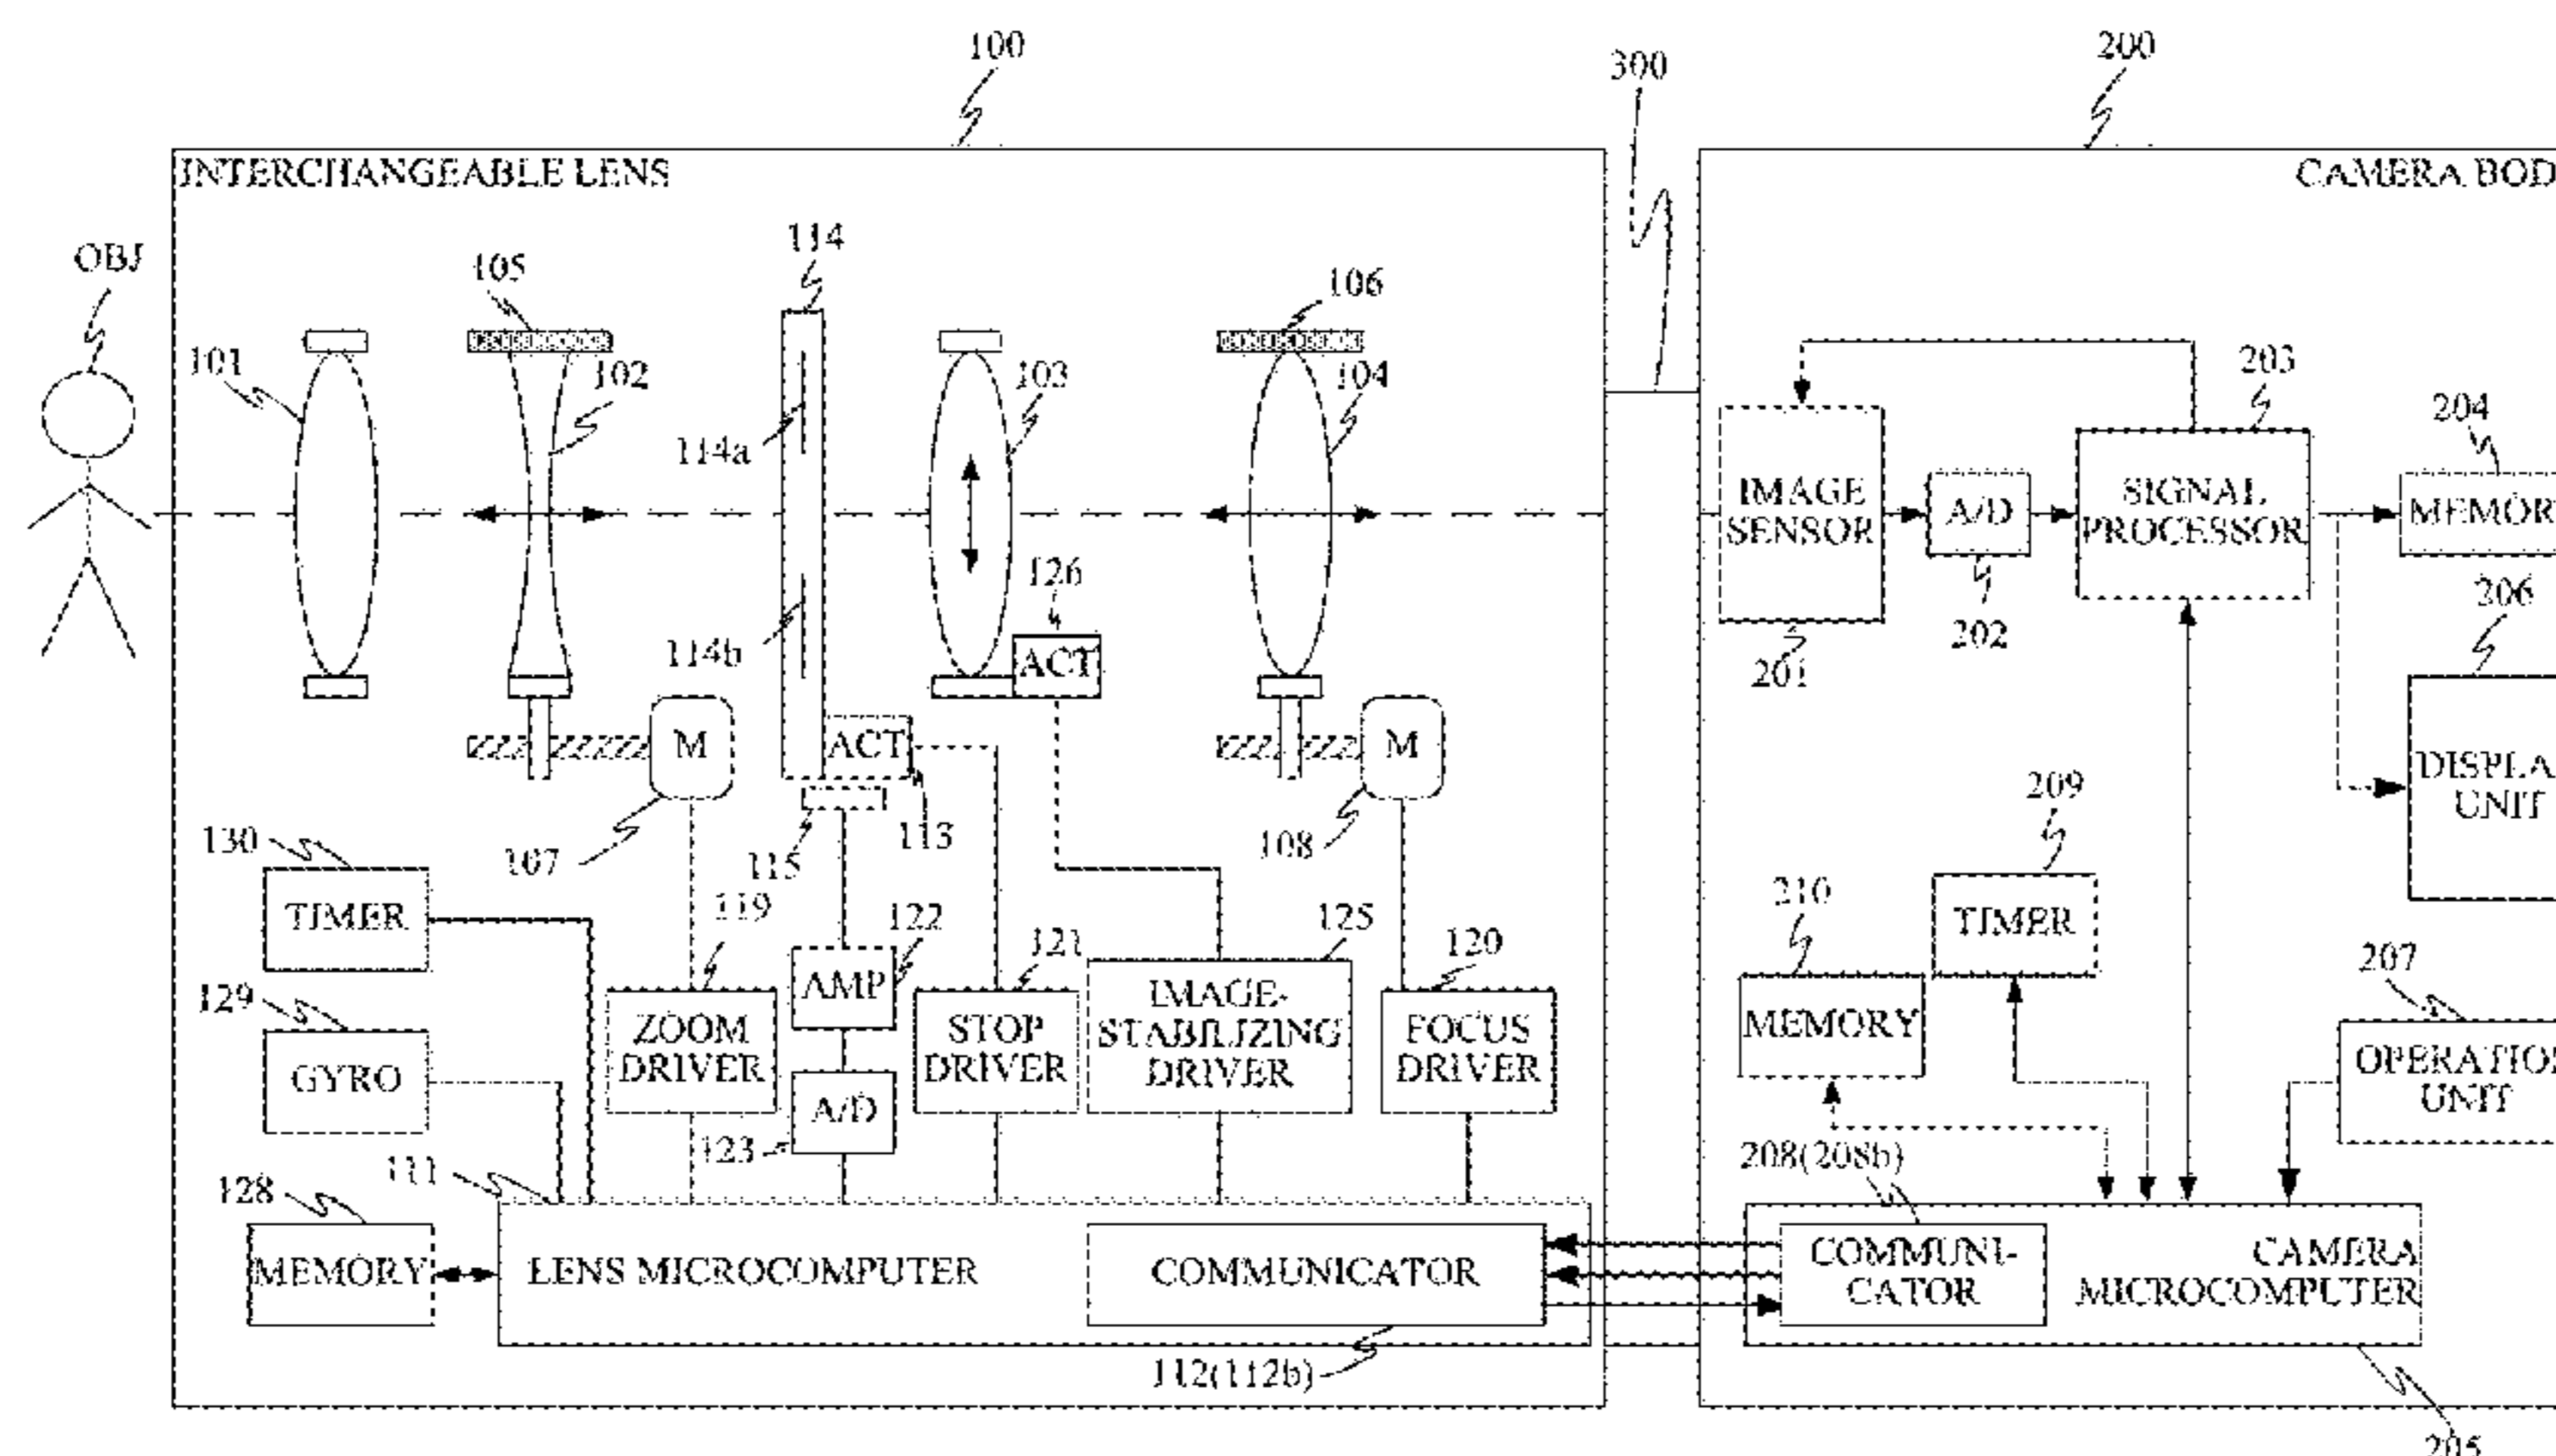 100
300
200
INTERCHANGEABLE LENS
CAMERA BOD
OBJ
105
114
106
101
102
103
104
203
204
114a
IMAGE
SENSOR
A/D
SIGNAL
PROCESSOR
MEMOR
126
114b
ACT
201
202
206
M
ACT
M
DISPLA
UNIT
209
130
107
115
113
108
TIMER
119
122
121
125
120
210
TIMER
207
129
AMP
ZOOM
DRIVER
STOP
DRIVER
IMAGE-
STABILIZING
DRIVER
FOCUS
DRIVER
MEMORY
OPERATIO
UNIT
GYRO
A/D
123
111
208(208b)
128
MEMORY
LENS MICROCOMPUTER
COMMUNICATOR
COMMUNI-
CATOR
CAMERA
MICROCOMPUTER
112(112b)
205